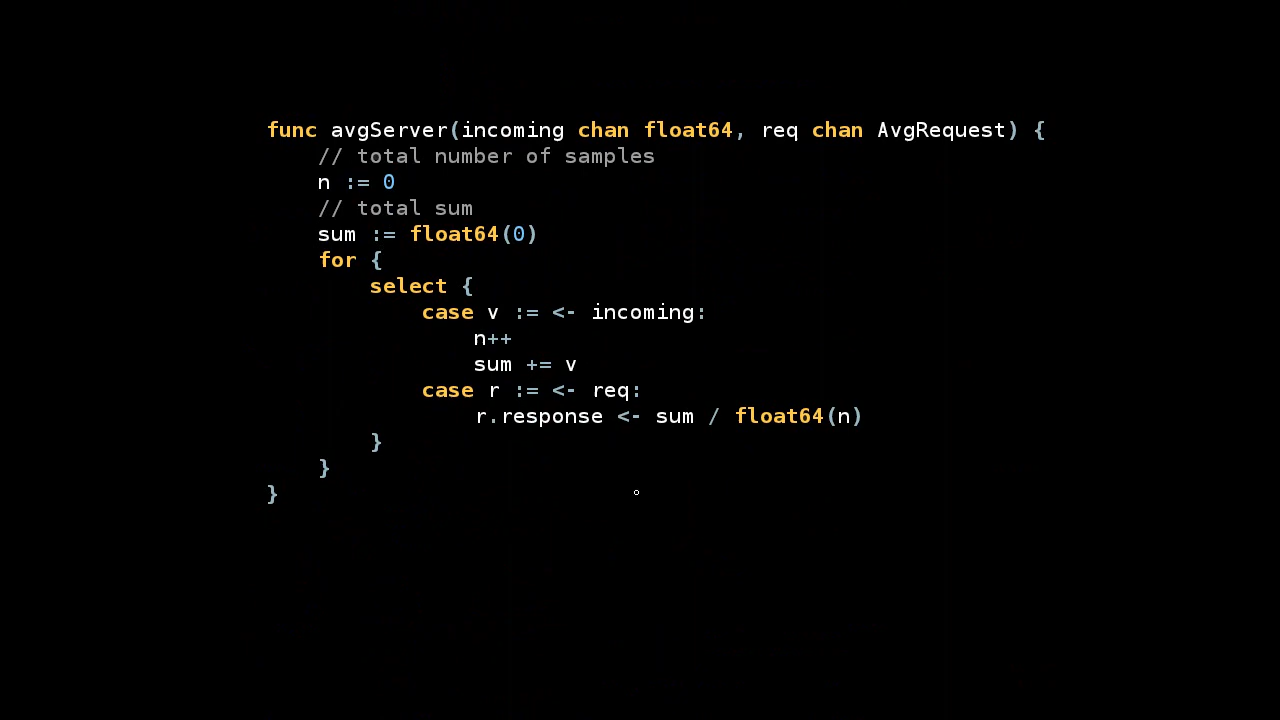 func avgServer(incoming chan float64, req chan AvgRequest) {
    // total number of samples
    n := 0
    // total sum
    sum := float64(0)
    for {
        select {
            case v := <- incoming:
                n++
                sum += v
            case r := <- req:
                r.response <- sum / float64(n)
        }
    }
}